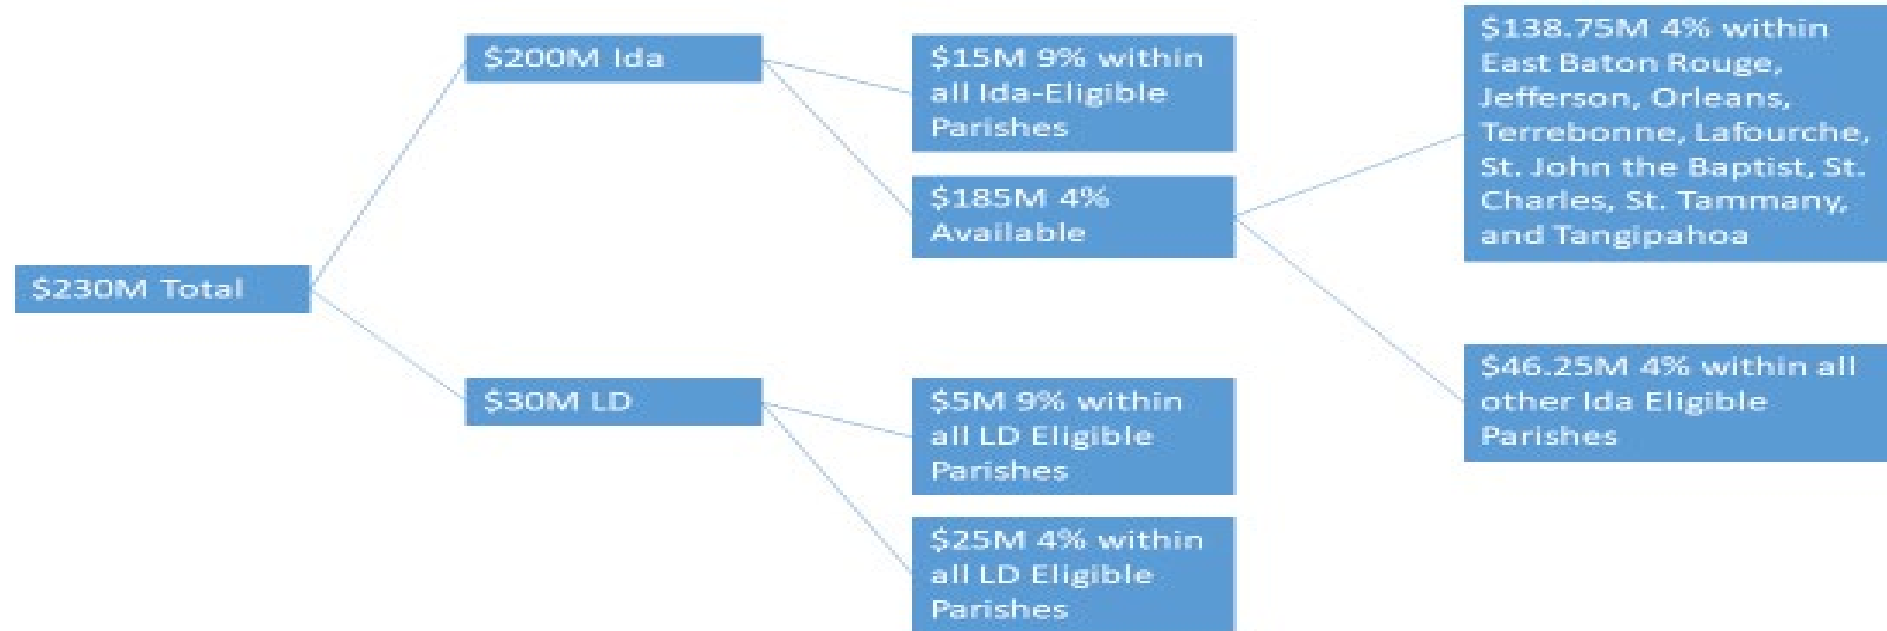 $230M Total
$200M Ida
$15M 9% within
all Ida-Eligible
Parishes
$185M 4%
Available
$138.75M 4% within
East Baton Rouge,
Jefferson, Orleans,
Terrebonne, Lafourche,
St. John the Baptist, St.
Charles, St. Tammany,
and Tangipahoa
$46.25M 4% within all
other Ida Eligible
Parishes
$30M LD
$5M 9% within
all LD Eligible
Parishes
$25M 4% within
all LD Eligible
Parishes